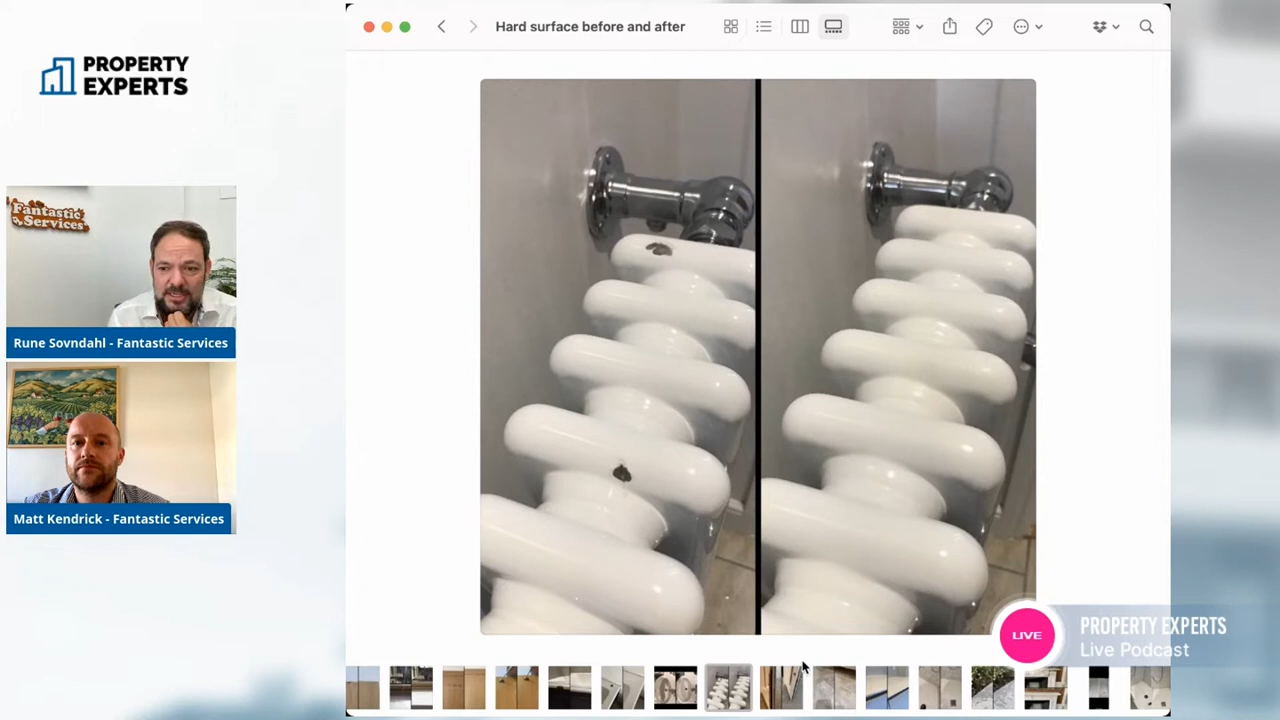 PROPERTY
EXPERTS
Hard surface before and after
Fantastic
Services
Rune Sovndahl - Fantastic Services
Matt Kendrick - Fantastic Services
LIVE
PROPERTY EXPERTS
Live Podcast